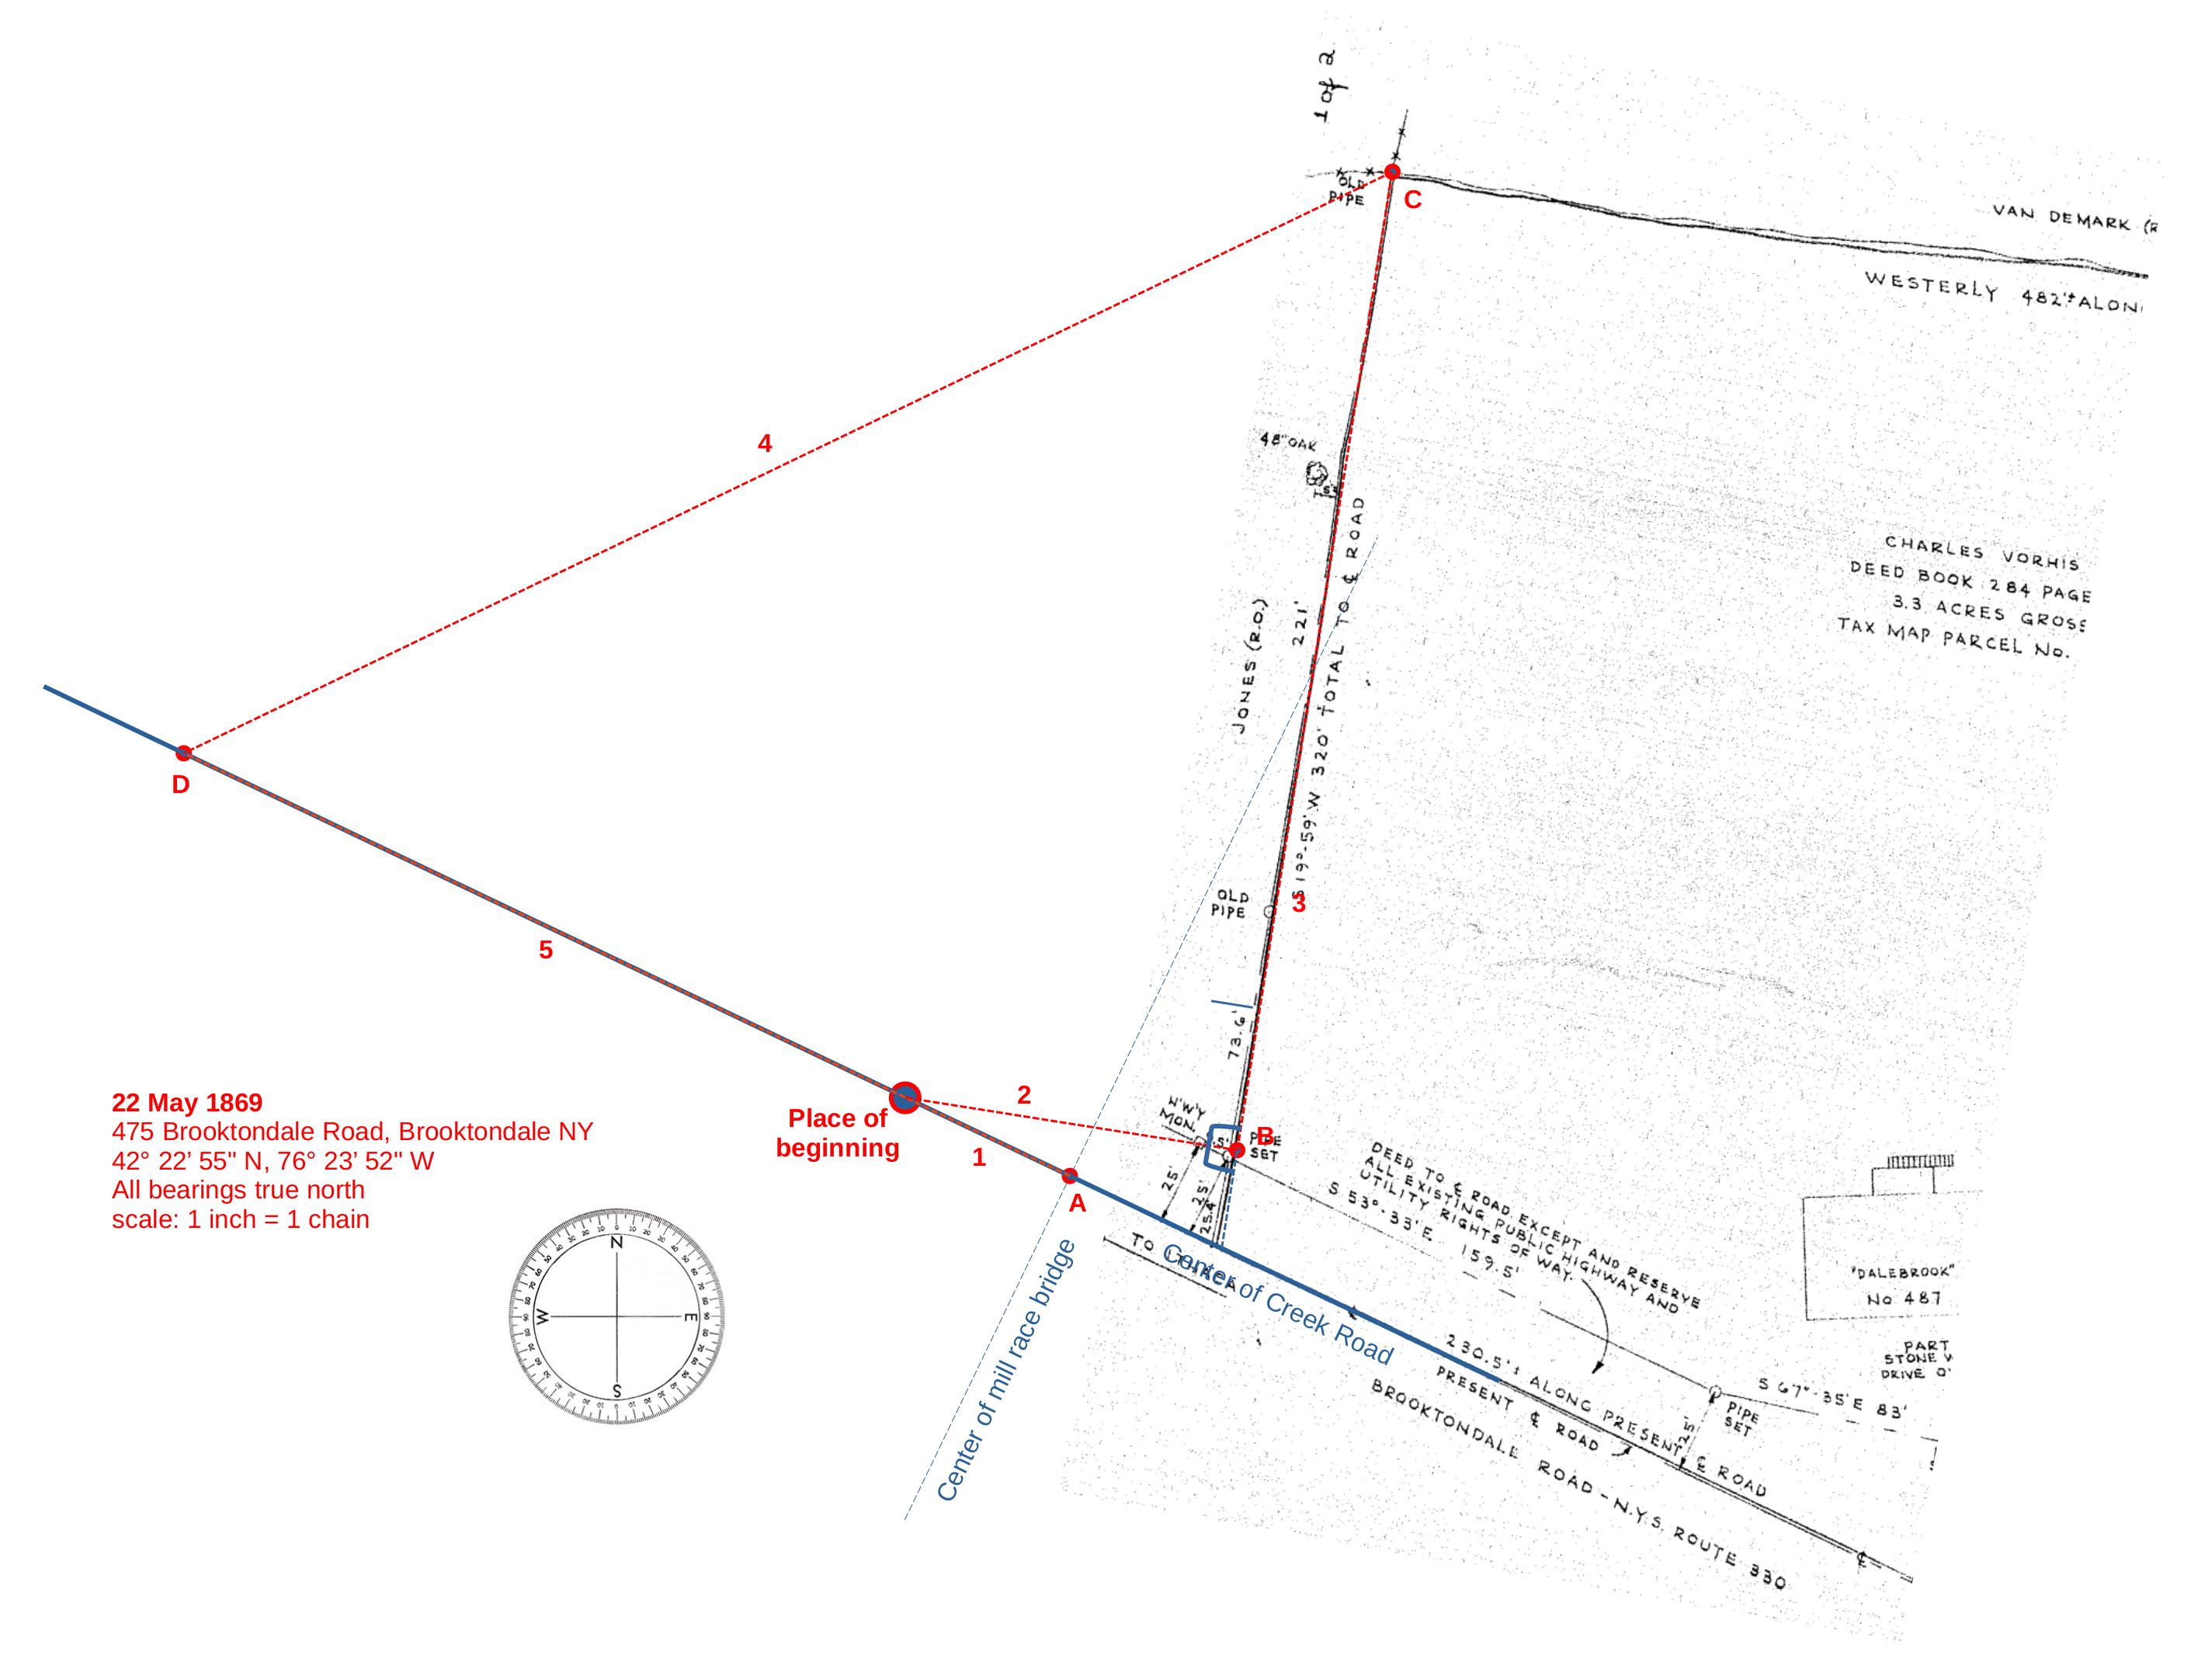 1 of 2
OLD
PIPE
C
VAN DEMARK (R
WESTERLY 482'± ALON
4
48" OAK
CHARLES VORHIS
DEED BOOK 284 PAGE
3.3 ACRES GROSS
TAX MAP PARCEL No.
JONES (R.O.)
221'
S 19°-59' W 320' TOTAL TO ℄ ROAD
D
OLD
PIPE
3
5
73.6'
Place of
beginning
2
1
A
H'W'Y
MON.
5'
B
PIPE
SET
25'
25'
25.4'
22 May 1869
475 Brooktondale Road, Brooktondale NY
42° 22’ 55" N, 76° 23’ 52" W
All bearings true north
scale: 1 inch = 1 chain
N
W
E
S
Center of mill race bridge
TO ITHACA
Center of Creek Road
DEED TO ℄ ROAD EXCEPT AND RESERVE
ALL EXISTING PUBLIC HIGHWAY AND
UTILITY RIGHTS OF WAY.
S 53°-33' E 159.5'
"DALEBROOK"
No 487
PART
STONE W
DRIVE O
S 67°-35' E 83'
PIPE
SET
25'
230.5'± ALONG PRESENT ℄ ROAD
PRESENT ℄ ROAD
℄
BROOKTONDALE ROAD - N.Y.S. ROUTE 330
℄